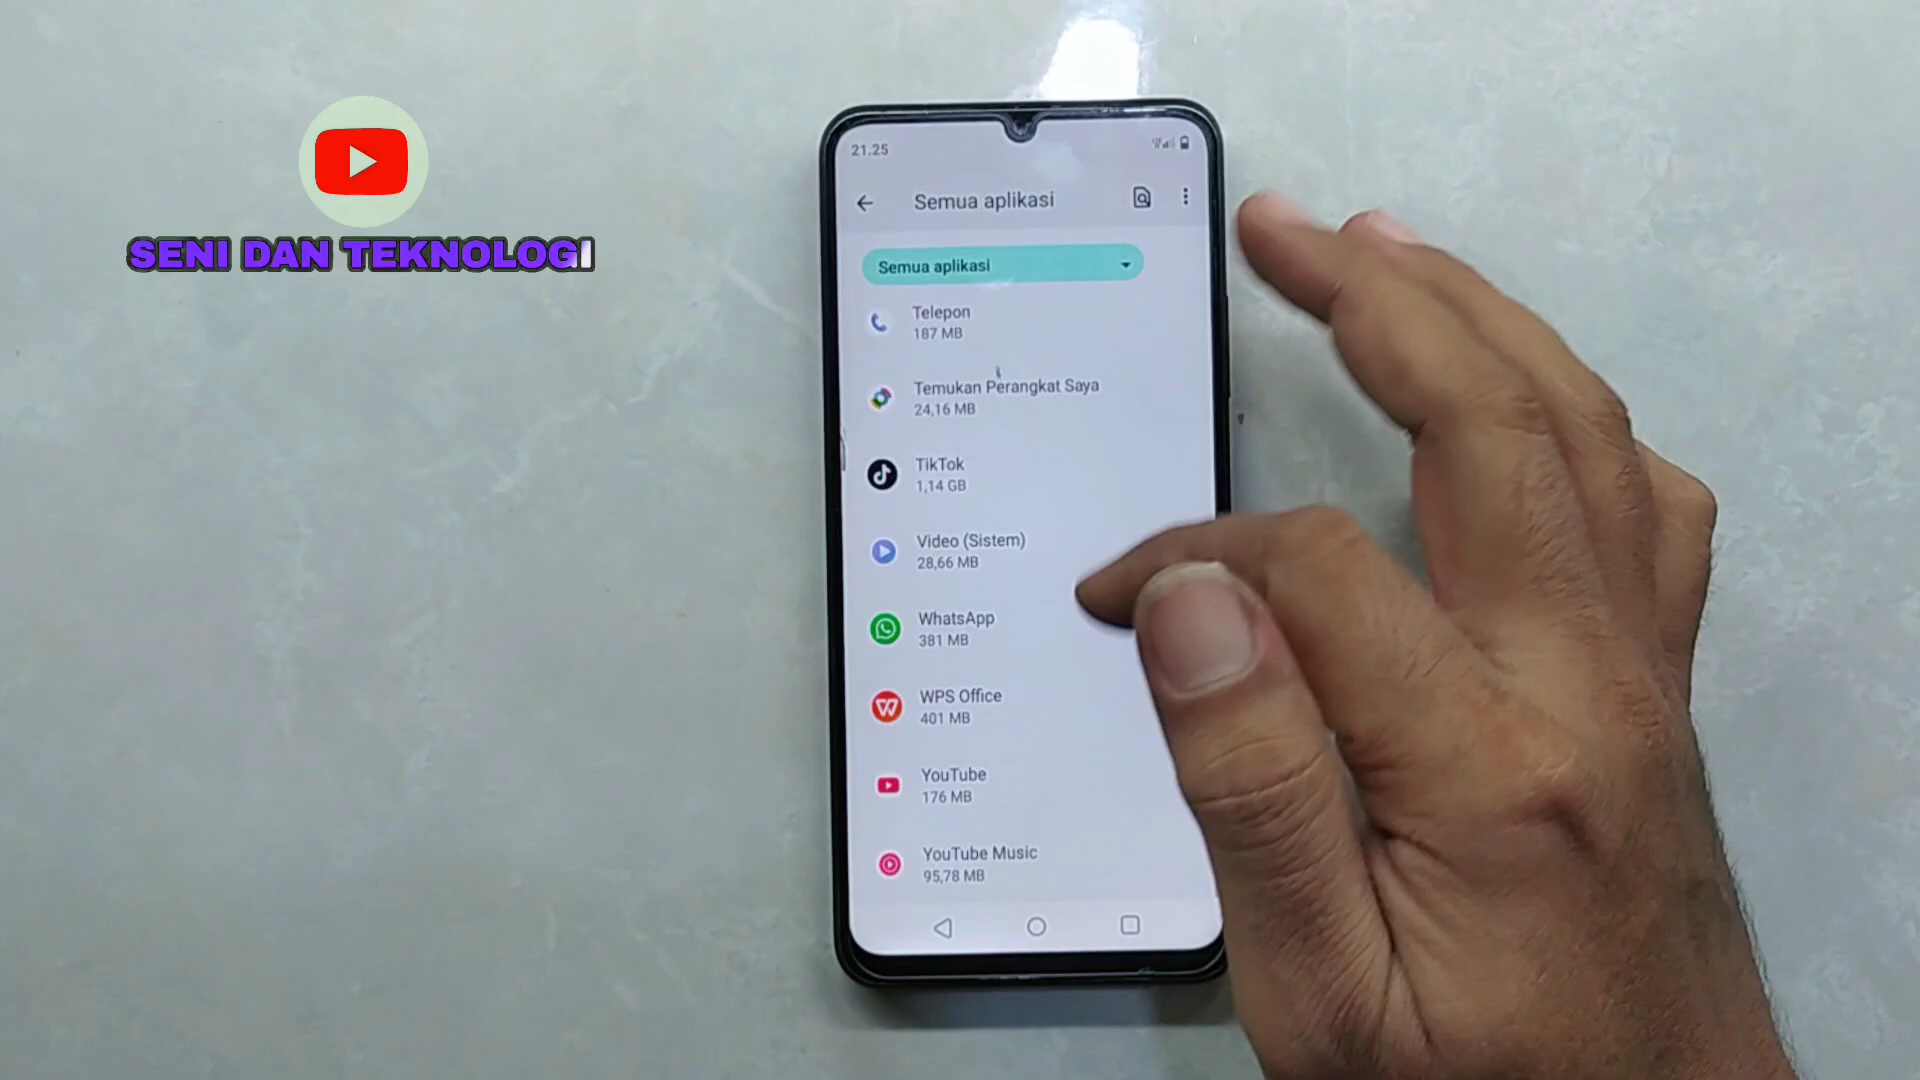 SENI DAN TEKNOLOGI
21.25
Semua aplikasi
Semua aplikasi
Telepon
187 MB
Temukan Perangkat Saya
24,16 MB
TikTok
1,14 GB
Video (Sistem)
28,66 MB
WhatsApp
381 MB
WPS Office
401 MB
YouTube
176 MB
YouTube Music
95,78 MB